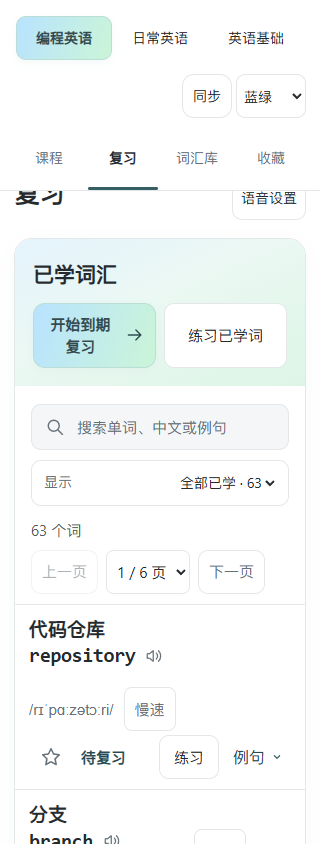 编程英语 日常英语 英语基础
同步 蓝绿
课程 复习 词汇库 收藏
复习 语音设置
已学词汇
开始到期
复习
练习已学词
搜索单词、中文或例句
显示 全部已学 · 63
63 个词
上一页 1 / 6 页 下一页
代码仓库
repository
/rɪˈpɑːzətɔːri/ 慢速
待复习 练习 例句
分支
branch